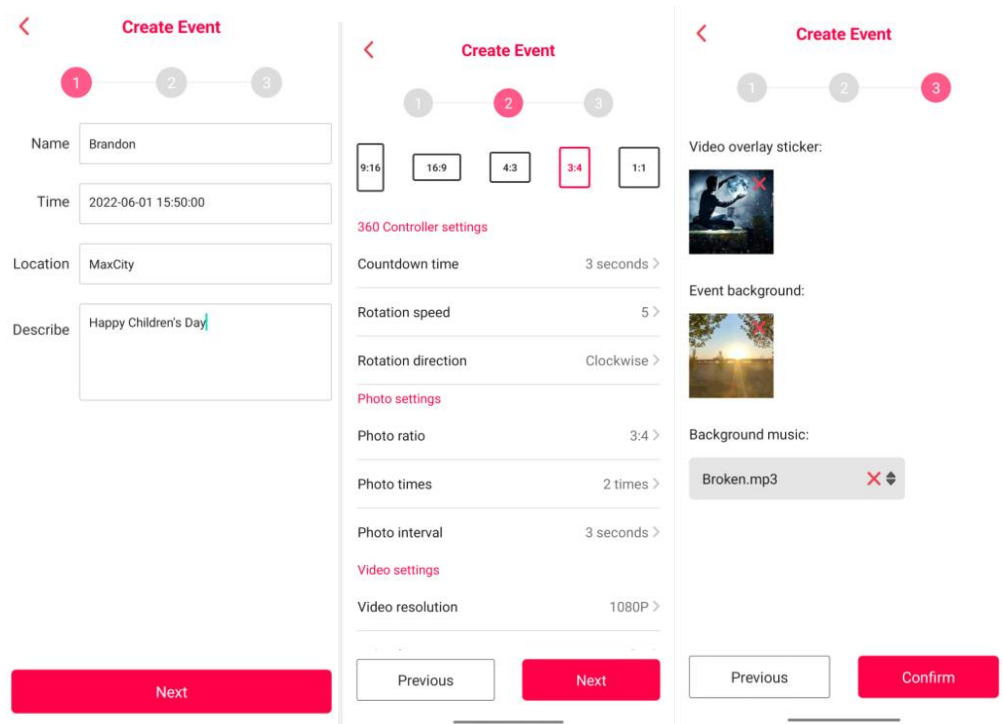 Create Event
1 2 3
Name Brandon
Time 2022-06-01 15:50:00
Location MaxCity
Describe Happy Children's Day
Next
Create Event
1 2 3
9:16 16:9 4:3 3:4 1:1
360 Controller settings
Countdown time 3 seconds
Rotation speed 5
Rotation direction Clockwise
Photo settings
Photo ratio 3:4
Photo times 2 times
Photo interval 3 seconds
Video settings
Video resolution 1080P
Previous Next
Create Event
1 2 3
Video overlay sticker:
Event background:
Background music:
Broken.mp3
Previous Confirm